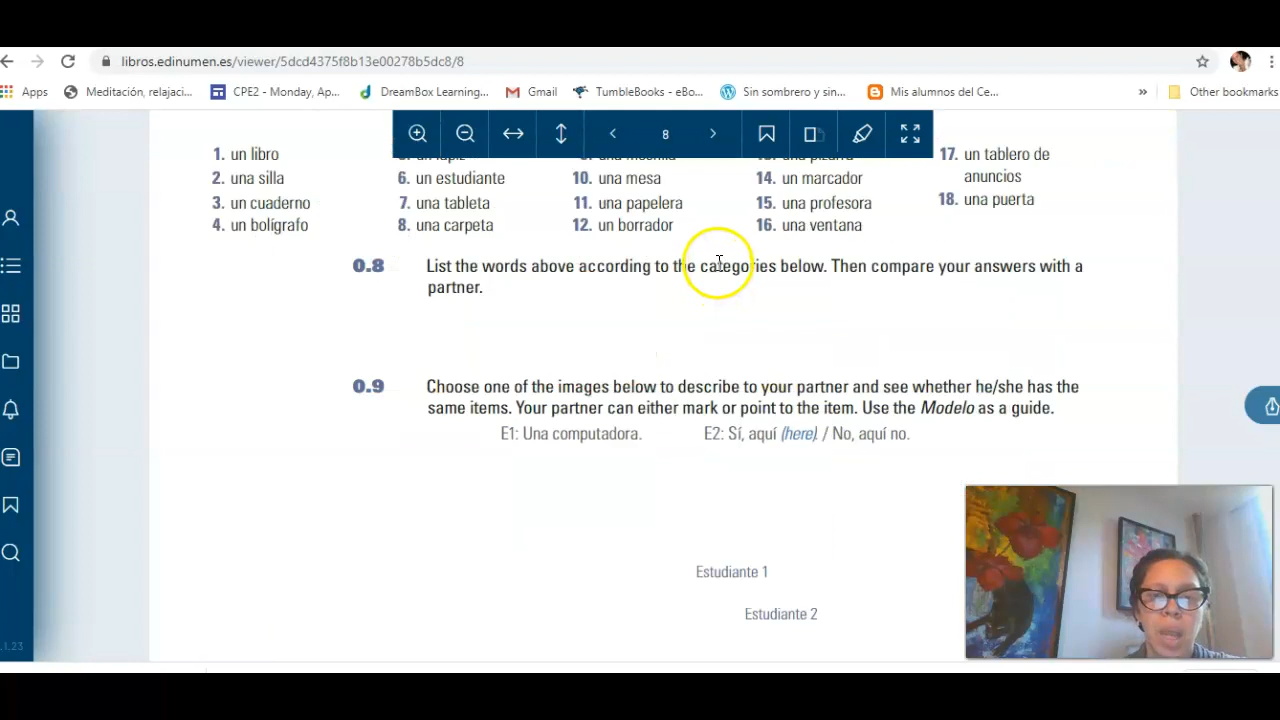 libros.edinumen.es/viewer/5dcd4375f8b13e00278b5dc8/8
Apps Meditación, relajaci... CPE2 - Monday, Ap... DreamBox Learning... Gmail TumbleBooks - eBo... Sin sombrero y sin... Mis alumnos del Ce... » Other bookmarks
8
1. un libro
2. una silla
3. un cuaderno
4. un bolígrafo
6. un estudiante
7. una tableta
8. una carpeta
10. una mesa
11. una papelera
12. un borrador
14. un marcador
15. una profesora
16. una ventana
17. un tablero de
anuncios
18. una puerta
0.8 List the words above according to the categories below. Then compare your answers with a
partner.
0.9 Choose one of the images below to describe to your partner and see whether he/she has the
same items. Your partner can either mark or point to the item. Use the Modelo as a guide.
E1: Una computadora. E2: Sí, aquí (here). / No, aquí no.
Estudiante 1
Estudiante 2
.1.23